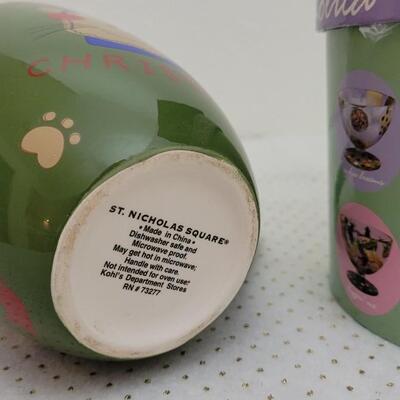 CHRIS
ST. NICHOLAS SQUARE®
• Made in China •
Dishwasher safe and
Microwave proof.
May get hot in microwave;
Handle with care.
Not intended for oven use.
Kohl's Department Stores
RN # 73277